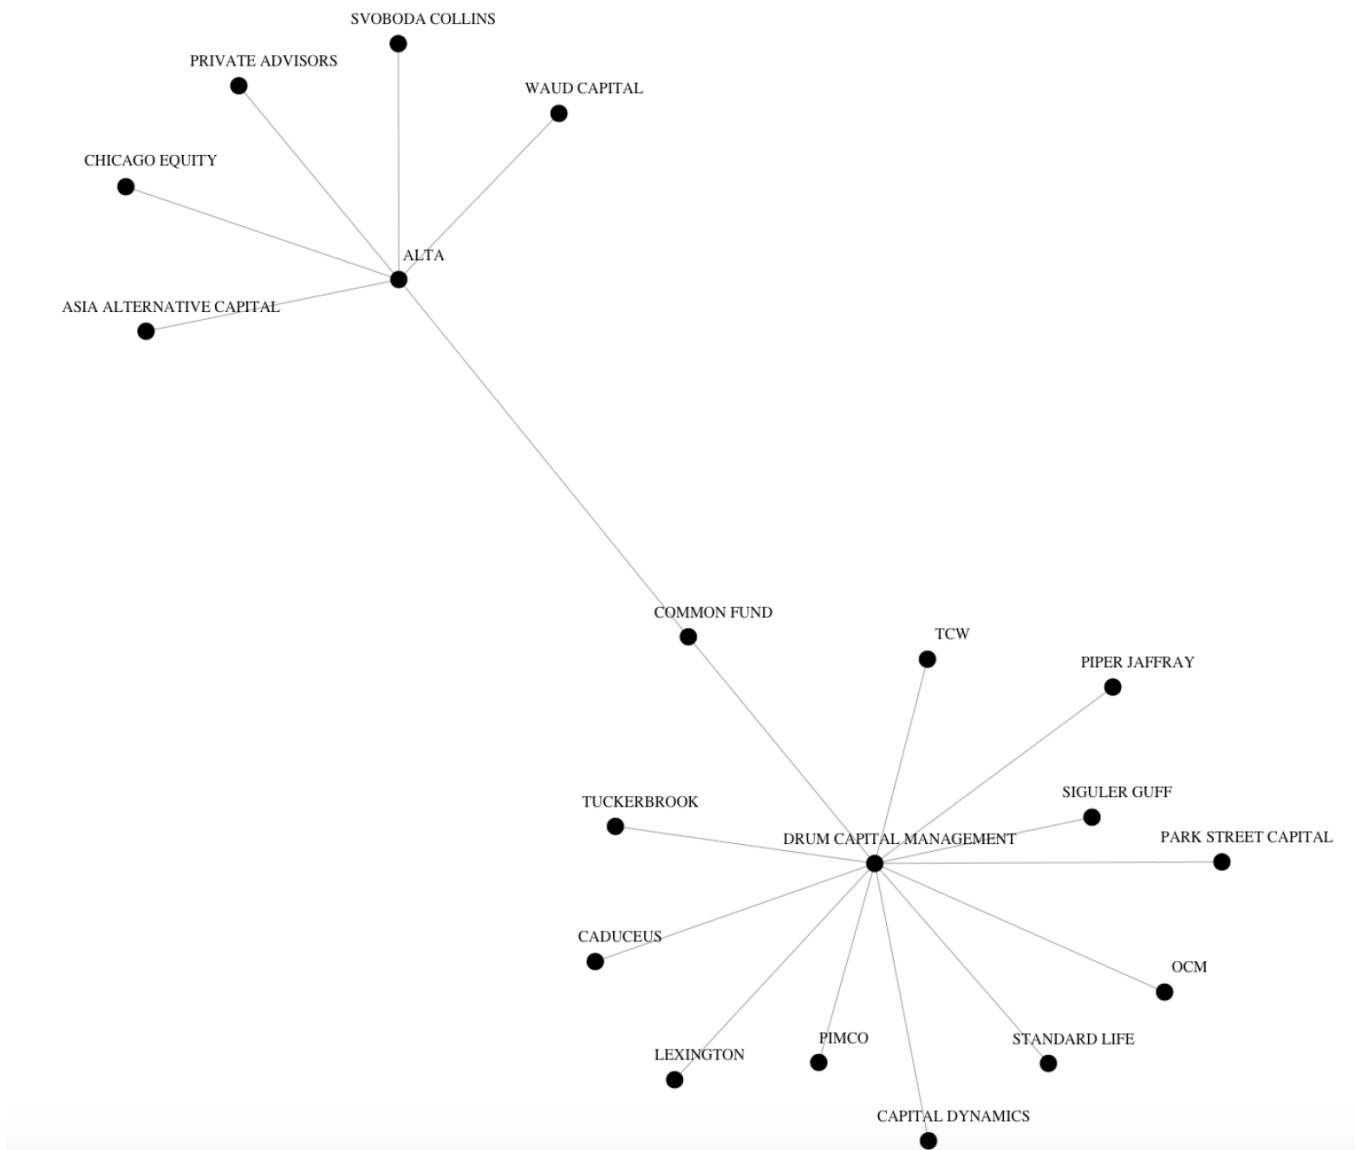 SVOBODA COLLINS
PRIVATE ADVISORS
WAUD CAPITAL
CHICAGO EQUITY
ALTA
ASIA ALTERNATIVE CAPITAL
COMMON FUND
TCW
PIPER JAFFRAY
SIGULER GUFF
TUCKERBROOK
DRUM CAPITAL MANAGEMENT
PARK STREET CAPITAL
CADUCEUS
OCM
PIMCO
STANDARD LIFE
LEXINGTON
CAPITAL DYNAMICS